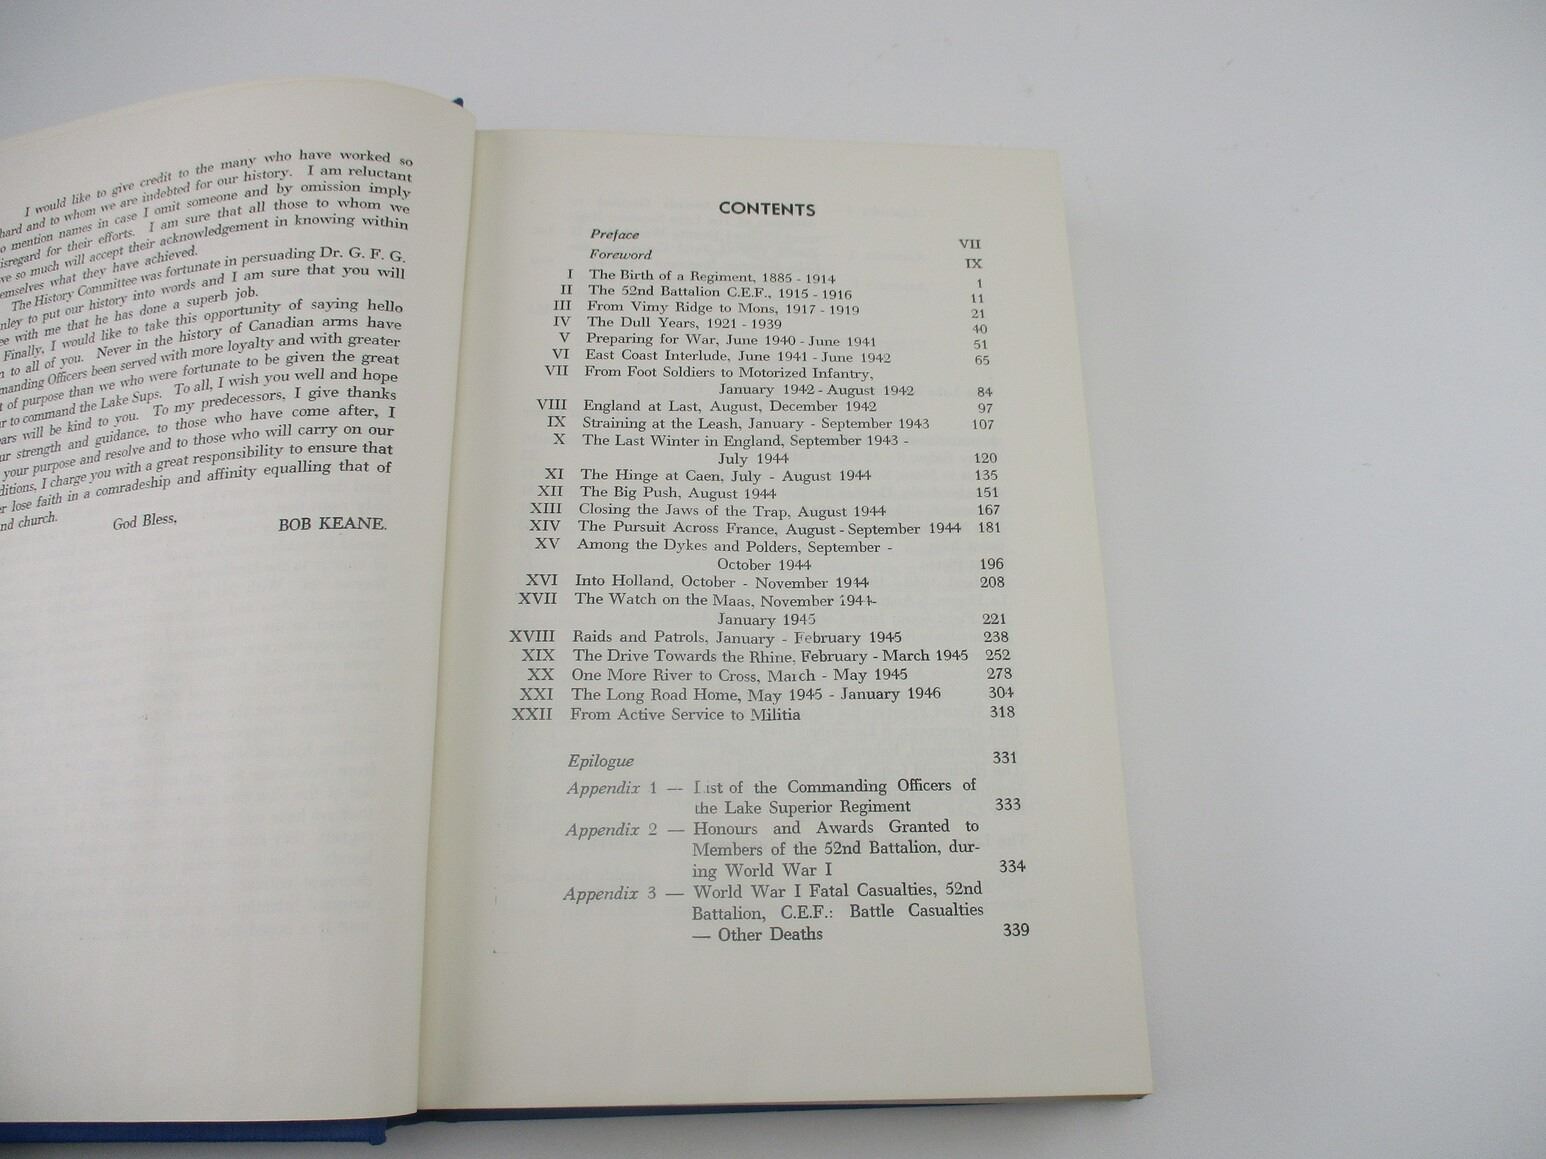 I would like to give credit to the many who have worked so
hard and to whom we are indebted for our history. I am reluctant
o mention names in case I omit someone and by omission imply
isregard for their efforts. I am sure that all those to whom we
ve so much will accept their acknowledgement in knowing within
emselves what they have achieved.
The History Committee was fortunate in persuading Dr. G. F. G.
nley to put our history into words and I am sure that you will
ee with me that he has done a superb job.
Finally, I would like to take this opportunity of saying hello
n to all of you. Never in the history of Canadian arms have
manding Officers been served with more loyalty and with greater
t of purpose than we who were fortunate to be given the great
r to command the Lake Sups. To all, I wish you well and hope
ars will be kind to you. To my predecessors, I give thanks
ur strength and guidance, to those who have come after, I
your purpose and resolve and to those who will carry on our
ditions, I charge you with a great responsibility to ensure that
r lose faith in a comradeship and affinity equalling that of
nd church.
God Bless,
BOB KEANE.
CONTENTS
Preface VII
Foreword IX
I The Birth of a Regiment, 1885 - 1914 1
II The 52nd Battalion C.E.F., 1915 - 1916 11
III From Vimy Ridge to Mons, 1917 - 1919 21
IV The Dull Years, 1921 - 1939 40
V Preparing for War, June 1940 - June 1941 51
VI East Coast Interlude, June 1941 - June 1942 65
VII From Foot Soldiers to Motorized Infantry,
January 1942 - August 1942 84
VIII England at Last, August, December 1942 97
IX Straining at the Leash, January - September 1943 107
X The Last Winter in England, September 1943 -
July 1944 120
XI The Hinge at Caen, July - August 1944 135
XII The Big Push, August 1944 151
XIII Closing the Jaws of the Trap, August 1944 167
XIV The Pursuit Across France, August - September 1944 181
XV Among the Dykes and Polders, September -
October 1944 196
XVI Into Holland, October - November 1944 208
XVII The Watch on the Maas, November 1944-
January 1945 221
XVIII Raids and Patrols, January - February 1945 238
XIX The Drive Towards the Rhine, February - March 1945 252
XX One More River to Cross, March - May 1945 278
XXI The Long Road Home, May 1945 - January 1946 304
XXII From Active Service to Militia 318
Epilogue 331
Appendix 1 — List of the Commanding Officers of
the Lake Superior Regiment 333
Appendix 2 — Honours and Awards Granted to
Members of the 52nd Battalion, dur-
ing World War I 334
Appendix 3 — World War I Fatal Casualties, 52nd
Battalion, C.E.F.: Battle Casualties
— Other Deaths 339